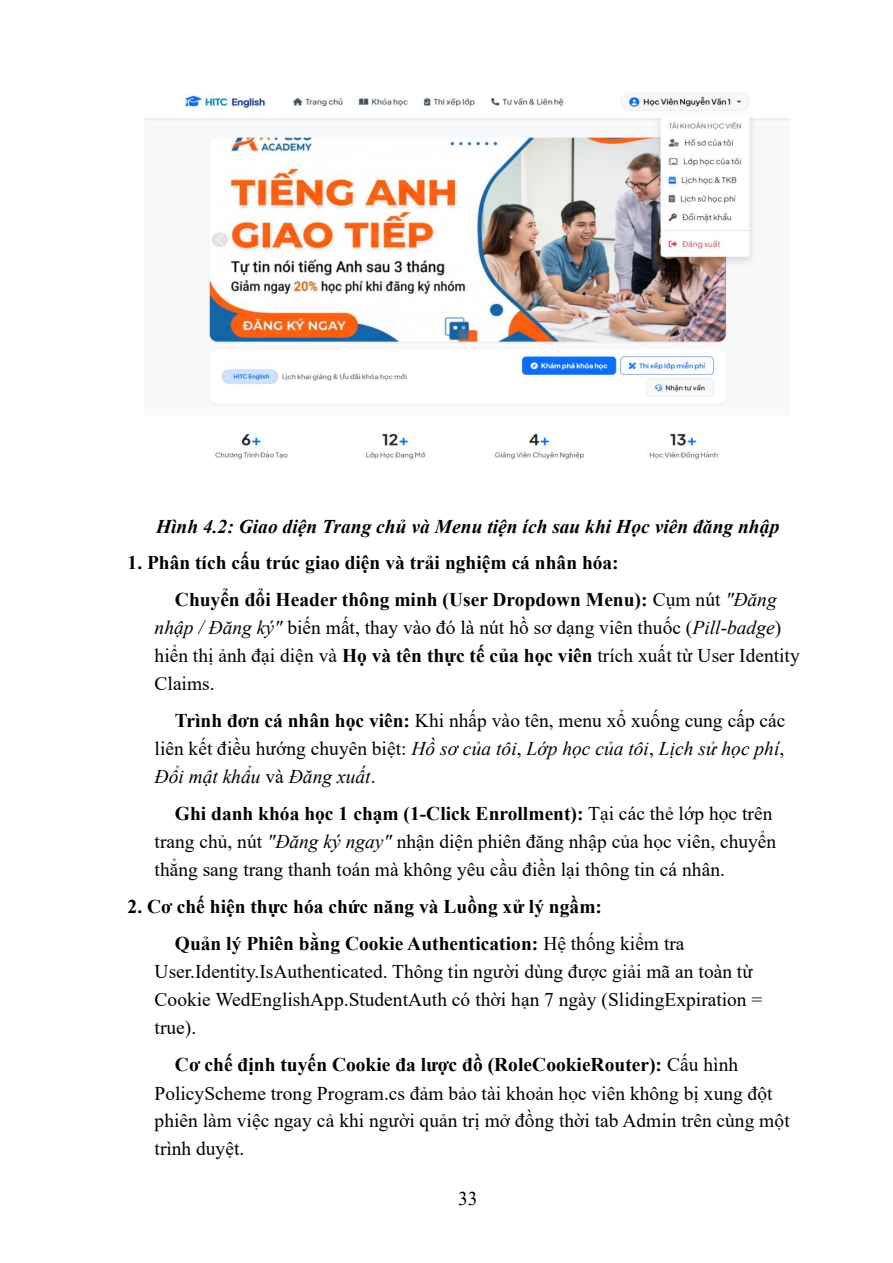 HITC English
Trang chủ
Khóa học
Thi xếp lớp
Tư vấn & Liên hệ
Học Viên Nguyễn Văn 1
TÀI KHOẢN HỌC VIÊN
Hồ sơ của tôi
Lớp học của tôi
Lịch học & TKB
Lịch sử học phí
Đổi mật khẩu
Đăng xuất
ACADEMY
TIẾNG ANH
GIAO TIẾP
Tự tin nói tiếng Anh sau 3 tháng
Giảm ngay 20% học phí khi đăng ký nhóm
ĐĂNG KÝ NGAY
HITC English
Lịch khai giảng & Ưu đãi khóa học mới
Khám phá khóa học
Thi xếp lớp miễn phí
Nhận tư vấn
6+
Chương Trình Đào Tạo
12+
Lớp Học Đang Mở
4+
Giảng Viên Chuyên Nghiệp
13+
Học Viên Đồng Hành
Hình 4.2: Giao diện Trang chủ và Menu tiện ích sau khi Học viên đăng nhập
1. Phân tích cấu trúc giao diện và trải nghiệm cá nhân hóa:
Chuyển đổi Header thông minh (User Dropdown Menu): Cụm nút "Đăng
nhập / Đăng ký" biến mất, thay vào đó là nút hồ sơ dạng viên thuốc (Pill-badge)
hiển thị ảnh đại diện và Họ và tên thực tế của học viên trích xuất từ User Identity
Claims.
Trình đơn cá nhân học viên: Khi nhấp vào tên, menu xổ xuống cung cấp các
liên kết điều hướng chuyên biệt: Hồ sơ của tôi, Lớp học của tôi, Lịch sử học phí,
Đổi mật khẩu và Đăng xuất.
Ghi danh khóa học 1 chạm (1-Click Enrollment): Tại các thẻ lớp học trên
trang chủ, nút "Đăng ký ngay" nhận diện phiên đăng nhập của học viên, chuyển
thẳng sang trang thanh toán mà không yêu cầu điền lại thông tin cá nhân.
2. Cơ chế hiện thực hóa chức năng và Luồng xử lý ngầm:
Quản lý Phiên bằng Cookie Authentication: Hệ thống kiểm tra
User.Identity.IsAuthenticated. Thông tin người dùng được giải mã an toàn từ
Cookie WedEnglishApp.StudentAuth có thời hạn 7 ngày (SlidingExpiration =
true).
Cơ chế định tuyến Cookie đa lược đồ (RoleCookieRouter): Cấu hình
PolicyScheme trong Program.cs đảm bảo tài khoản học viên không bị xung đột
phiên làm việc ngay cả khi người quản trị mở đồng thời tab Admin trên cùng một
trình duyệt.
33